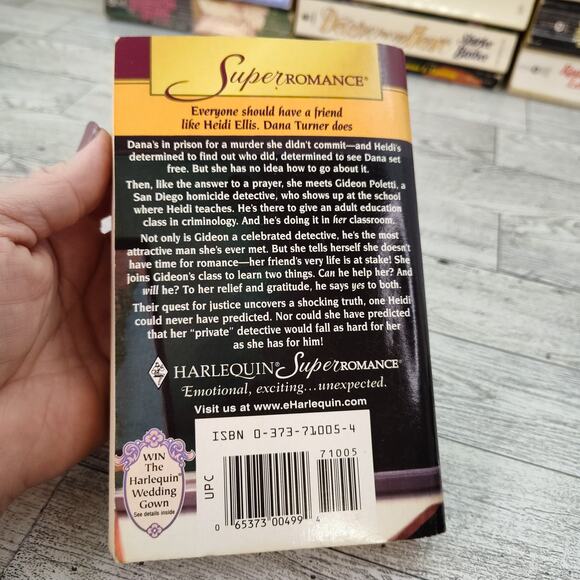 SuperROMANCE®
Everyone should have a friend
like Heidi Ellis. Dana Turner does
Dana's in prison for a murder she didn't commit—and Heidi's
determined to find out who did, determined to see Dana set
free. But she has no idea how to go about it.
Then, like the answer to a prayer, she meets Gideon Poletti, a
San Diego homicide detective, who shows up at the school
where Heidi teaches. He's there to give an adult education
class in criminology. And he's doing it in her classroom.
Not only is Gideon a celebrated detective, he's the most
attractive man she's ever met. But she tells herself she doesn't
have time for romance—her friend's very life is at stake! She
joins Gideon's class to learn two things. Can he help her? And
will he? To her relief and gratitude, he says yes to both.
Their quest for justice uncovers a shocking truth, one Heidi
could never have predicted. Nor could she have predicted
that her "private" detective would fall as hard for her
as she has for him!
HARLEQUIN® SuperROMANCE®
Emotional, exciting...unexpected.
Visit us at www.eHarlequin.com
WIN
The
Harlequin®
Wedding
Gown
See details inside
ISBN 0-373-71005-4
71005
UPC
0 65373 00499 4